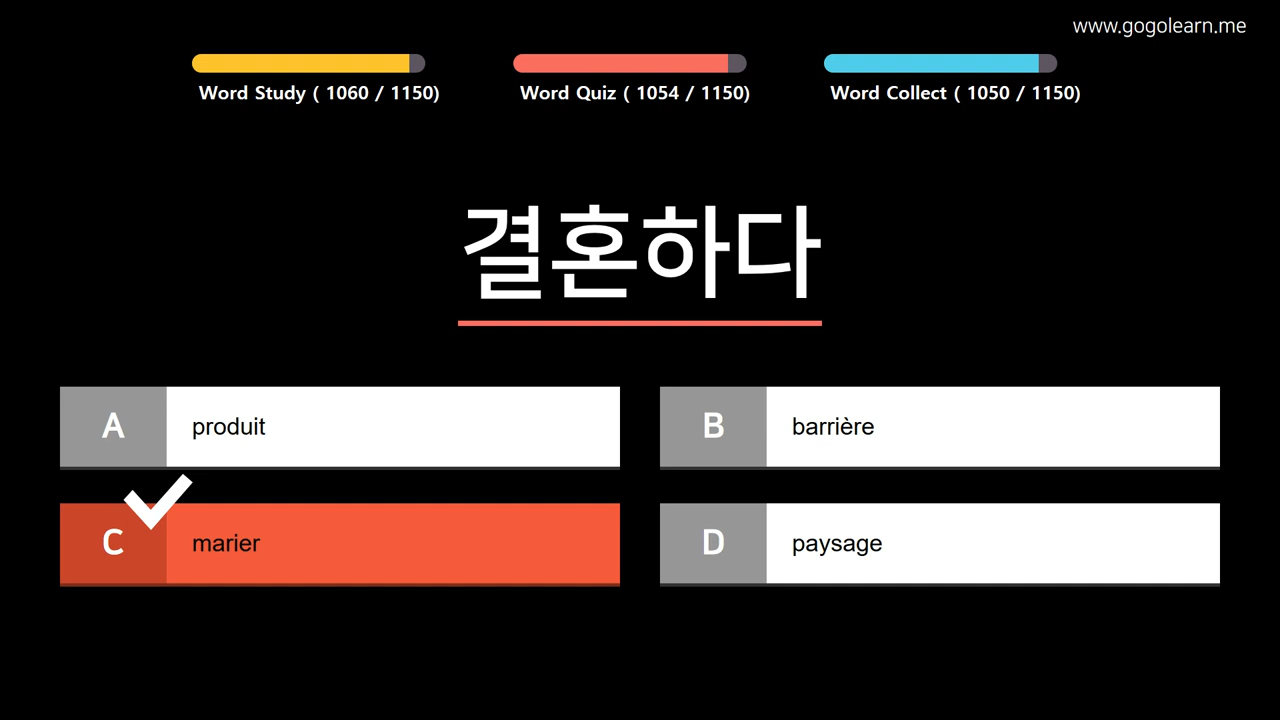 www.gogolearn.me
Word Study ( 1060 / 1150)
Word Quiz ( 1054 / 1150)
Word Collect ( 1050 / 1150)
결혼하다
A produit
B barrière
C marier
D paysage